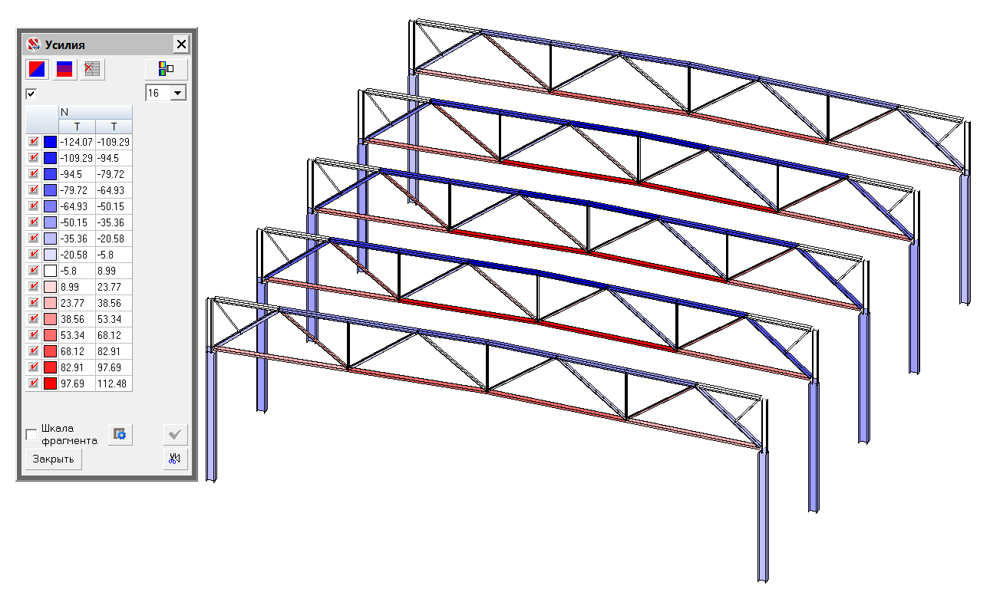 Усилия
16
N
T T
-124.07 -109.29
-109.29 -94.5
-94.5 -79.72
-79.72 -64.93
-64.93 -50.15
-50.15 -35.36
-35.36 -20.58
-20.58 -5.8
-5.8 8.99
8.99 23.77
23.77 38.56
38.56 53.34
53.34 68.12
68.12 82.91
82.91 97.69
97.69 112.48
Шкала
фрагмента
Закрыть